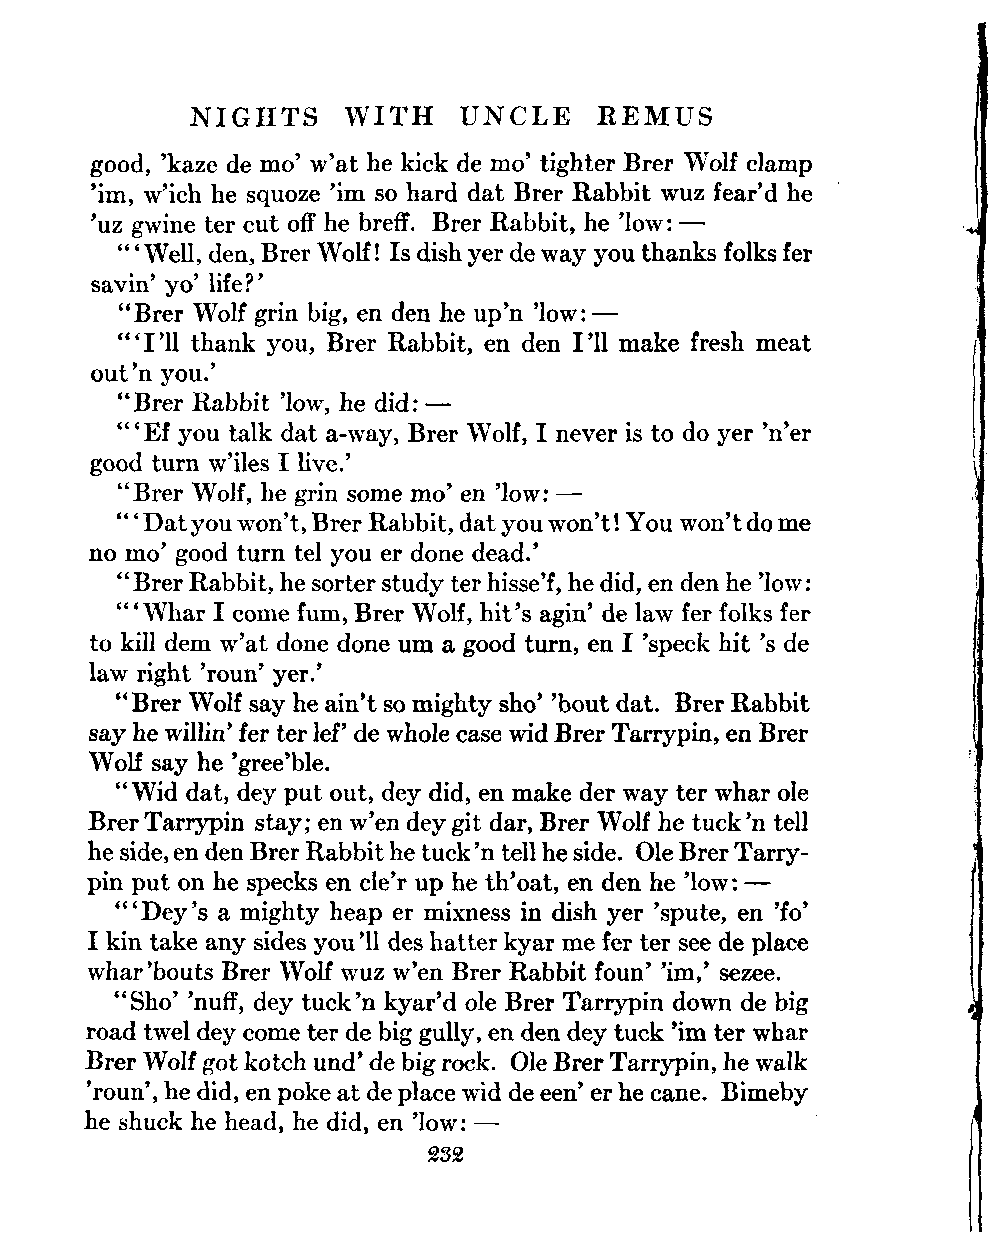 NIGHTS WITH UNCLE REMUS
good, 'kaze de mo' w'at he kick de mo' tighter Brer Wolf clamp
'im, w'ich he squoze 'im so hard dat Brer Rabbit wuz fear'd he
'uz gwine ter cut off he breff. Brer Rabbit, he 'low: —
"'Well, den, Brer Wolf! Is dish yer de way you thanks folks fer
savin' yo' life?'
"Brer Wolf grin big, en den he up'n 'low: —
"'I'll thank you, Brer Rabbit, en den I'll make fresh meat
out'n you.'
"Brer Rabbit 'low, he did: —
"'Ef you talk dat a-way, Brer Wolf, I never is to do yer 'n'er
good turn w'iles I live.'
"Brer Wolf, he grin some mo' en 'low: —
"'Dat you won't, Brer Rabbit, dat you won't! You won't do me
no mo' good turn tel you er done dead.'
"Brer Rabbit, he sorter study ter hisse'f, he did, en den he 'low:
"'Whar I come fum, Brer Wolf, hit's agin' de law fer folks fer
to kill dem w'at done done um a good turn, en I 'speck hit 's de
law right 'roun' yer.'
"Brer Wolf say he ain't so mighty sho' 'bout dat. Brer Rabbit
say he willin' fer ter lef' de whole case wid Brer Tarrypin, en Brer
Wolf say he 'gree'ble.
"Wid dat, dey put out, dey did, en make der way ter whar ole
Brer Tarrypin stay; en w'en dey git dar, Brer Wolf he tuck'n tell
he side, en den Brer Rabbit he tuck'n tell he side. Ole Brer Tarry-
pin put on he specks en cle'r up he th'oat, en den he 'low: —
"'Dey's a mighty heap er mixness in dish yer 'spute, en 'fo'
I kin take any sides you'll des hatter kyar me fer ter see de place
whar'bouts Brer Wolf wuz w'en Brer Rabbit foun' 'im,' sezee.
"Sho' 'nuff, dey tuck'n kyar'd ole Brer Tarrypin down de big
road twel dey come ter de big gully, en den dey tuck 'im ter whar
Brer Wolf got kotch und' de big rock. Ole Brer Tarrypin, he walk
'roun', he did, en poke at de place wid de een' er he cane. Bimeby
he shuck he head, he did, en 'low: —
232